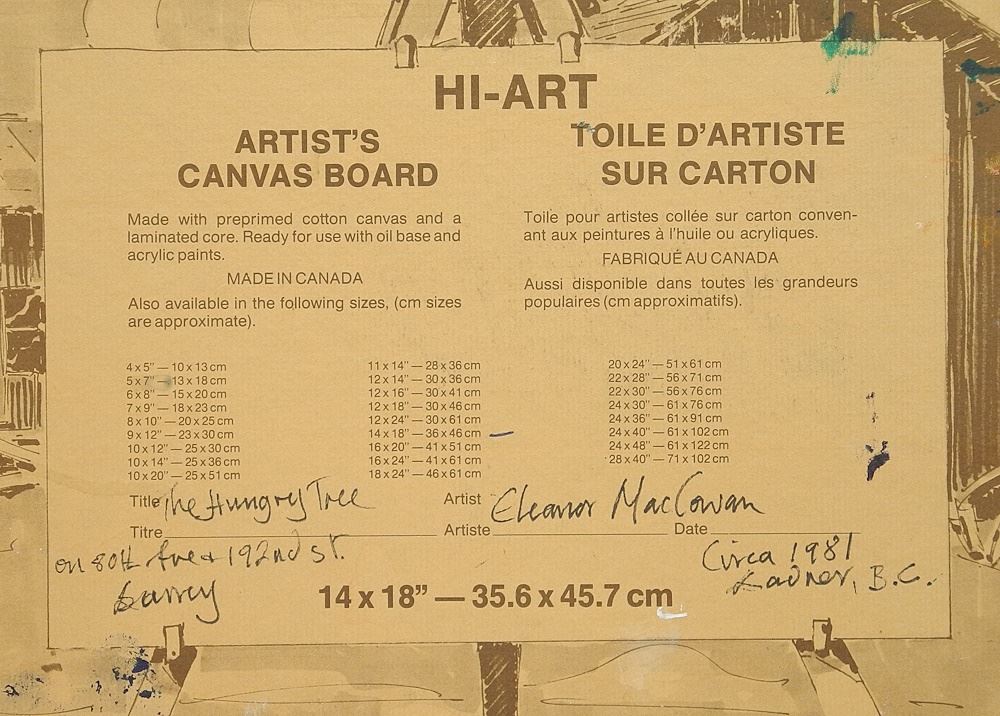 HI-ART
ARTIST'S
CANVAS BOARD
Made with preprimed cotton canvas and a
laminated core. Ready for use with oil base and
acrylic paints.
MADE IN CANADA
Also available in the following sizes, (cm sizes
are approximate).
TOILE D'ARTISTE
SUR CARTON
Toile pour artistes collée sur carton conven-
ant aux peintures à l'huile ou acryliques.
FABRIQUÉ AU CANADA
Aussi disponible dans toutes les grandeurs
populaires (cm approximatifs).
4 x 5" — 10 x 13 cm
5 x 7" — 13 x 18 cm
6 x 8" — 15 x 20 cm
7 x 9" — 18 x 23 cm
8 x 10" — 20 x 25 cm
9 x 12" — 23 x 30 cm
10 x 12" — 25 x 30 cm
10 x 14" — 25 x 36 cm
10 x 20" — 25 x 51 cm
11 x 14" — 28 x 36 cm
12 x 14" — 30 x 36 cm
12 x 16" — 30 x 41 cm
12 x 18" — 30 x 46 cm
12 x 24" — 30 x 61 cm
14 x 18" — 36 x 46 cm
16 x 20" — 41 x 51 cm
16 x 24" — 41 x 61 cm
18 x 24" — 46 x 61 cm
20 x 24" — 51 x 61 cm
22 x 28" — 56 x 71 cm
22 x 30" — 56 x 76 cm
24 x 30" — 61 x 76 cm
24 x 36" — 61 x 91 cm
24 x 40" — 61 x 102 cm
24 x 48" — 61 x 122 cm
28 x 40" — 71 x 102 cm
Title The Hungry Tree
Artist Eleanor MacCowan
Titre
Artiste
Date
on 80th Ave & 192nd st.
Surrey
Circa 1981
Ladner, B.C.
14 x 18" — 35.6 x 45.7 cm